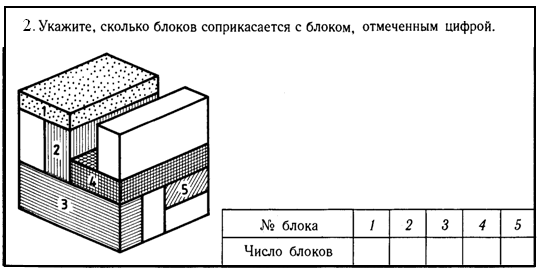 2. Укажите, сколько блоков соприкасается с блоком, отмеченным цифрой.
1
2
4
5
3
№ блока 1 2 3 4 5
Число блоков